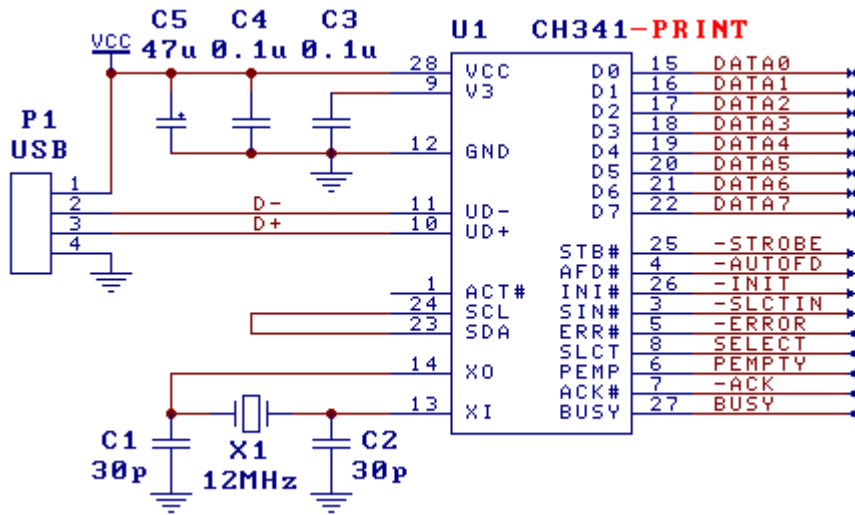 C5 C4 C3 U1 CH341-PRINT
VCC 47u 0.1u 0.1u
28 VCC D0 15 DATA0
9 V3 D1 16 DATA1
D2 17 DATA2
P1 D3 18 DATA3
USB 12 GND D4 19 DATA4
D5 20 DATA5
1 D6 21 DATA6
2 D- 11 UD- D7 22 DATA7
3 D+ 10 UD+
4 STB# 25 -STROBE
AFD# 4 -AUTOFD
1 ACT# INI# 26 -INIT
24 SCL SIN# 3 -SLCTIN
23 SDA ERR# 5 -ERROR
SLCT 8 SELECT
14 XO PEMP 6 PEMPTY
ACK# 7 -ACK
13 XI BUSY 27 BUSY
C1 X1 C2
30p 12MHz 30p